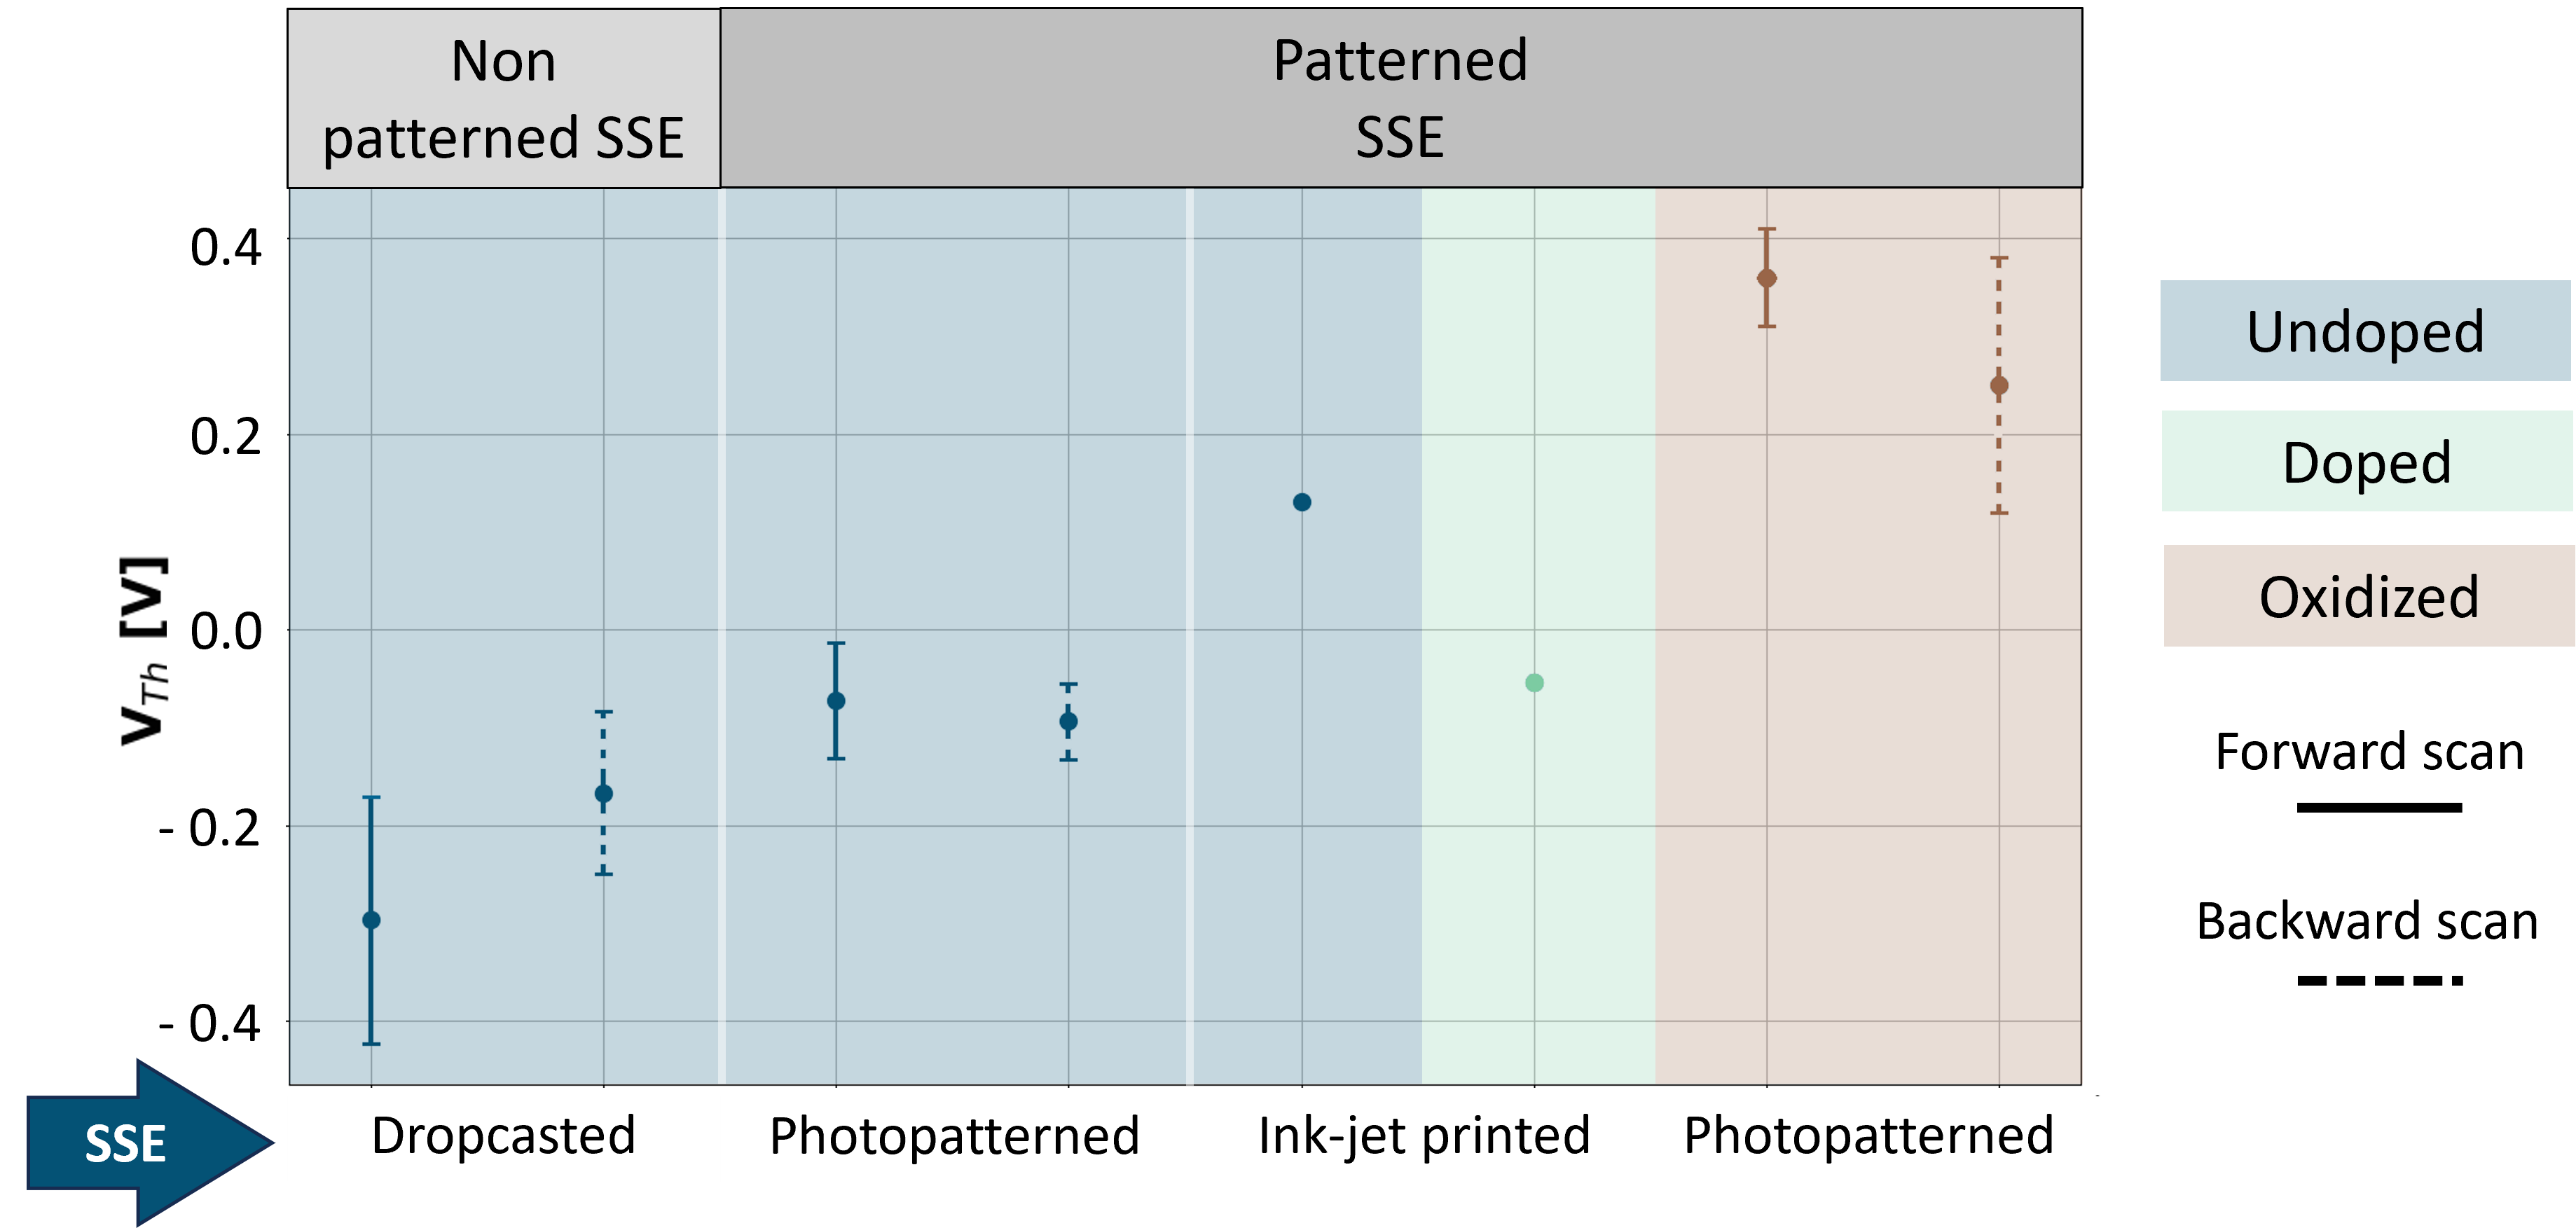 Non
patterned SSE
Patterned
SSE
0.4
0.2
0.0
- 0.2
- 0.4
V_Th [V]
SSE
Dropcasted
Photopatterned
Ink-jet printed
Photopatterned
Undoped
Doped
Oxidized
Forward scan
Backward scan